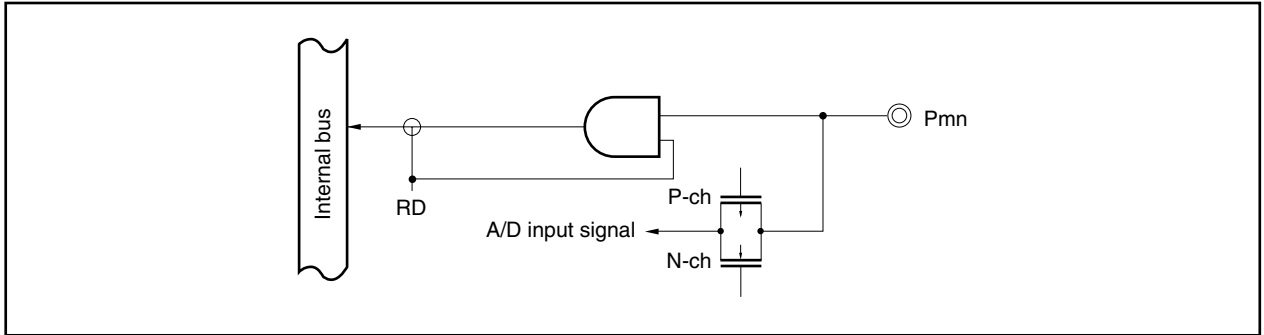 Internal bus
RD
Pmn
P-ch
A/D input signal
N-ch